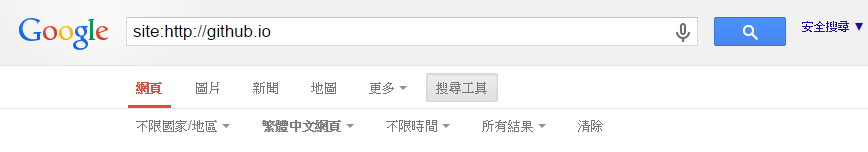 Google site:http://github.io 安全搜尋 ▼
網頁 圖片 新聞 地圖 更多 搜尋工具
不限國家/地區 繁體中文網頁 不限時間 所有結果 清除